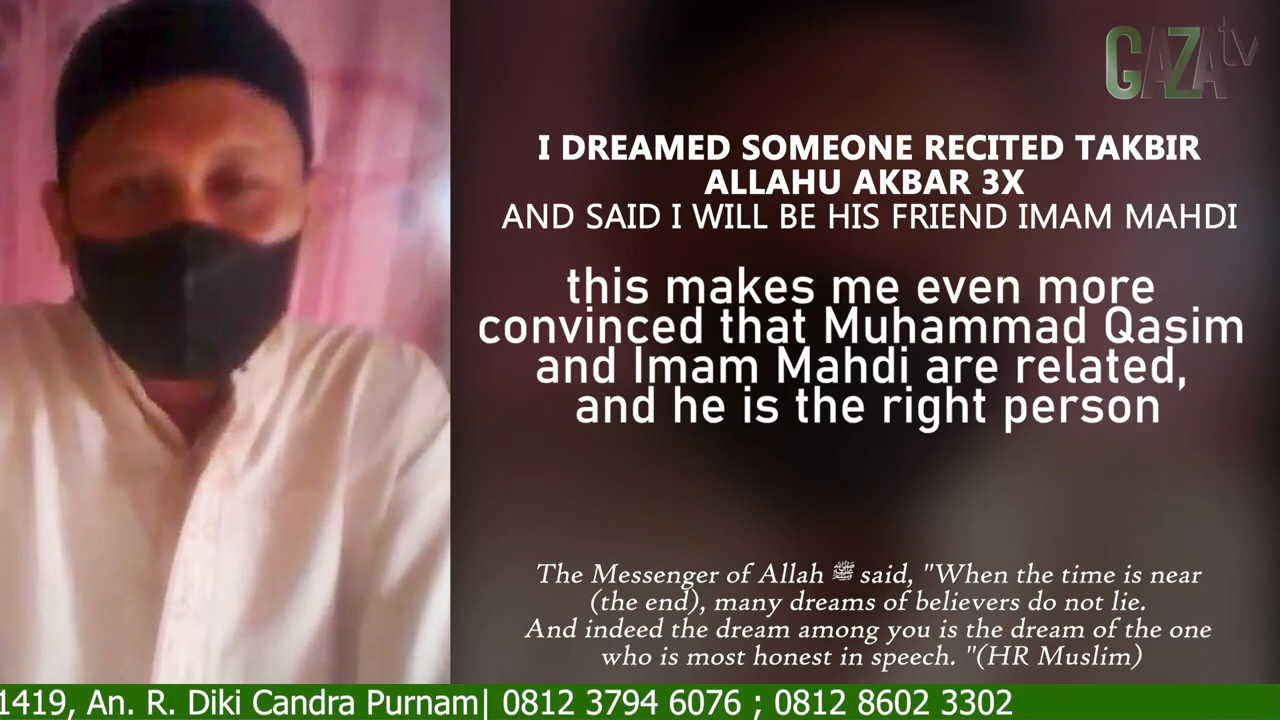 GAZA tv
I DREAMED SOMEONE RECITED TAKBIR
ALLAHU AKBAR 3X
AND SAID I WILL BE HIS FRIEND IMAM MAHDI
this makes me even more
convinced that Muhammad Qasim
and Imam Mahdi are related,
and he is the right person
The Messenger of Allah ﷺ said, "When the time is near
(the end), many dreams of believers do not lie.
And indeed the dream among you is the dream of the one
who is most honest in speech. "(HR Muslim)
1419, An. R. Diki Candra Purnam| 0812 3794 6076 ; 0812 8602 3302